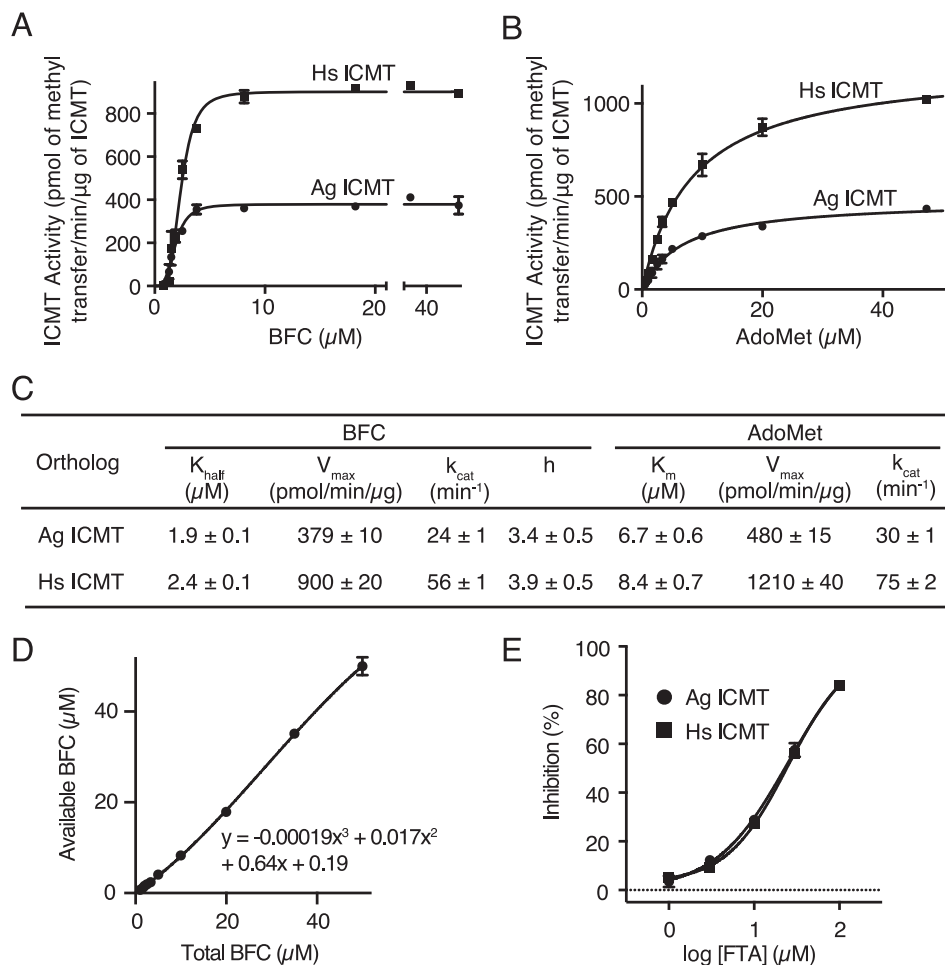 A
ICMT Activity (pmol of methyl
transfer/min/µg of ICMT)
800
600
400
200
0
Hs ICMT
Ag ICMT
0
10
20
40
BFC (µM)
B
ICMT Activity (pmol of methyl
transfer/min/µg of ICMT)
1000
500
0
Hs ICMT
Ag ICMT
0
20
40
AdoMet (µM)
C
BFC
AdoMet
Ortholog
K_half (µM)
V_max (pmol/min/µg)
k_cat (min⁻¹)
h
K_m (µM)
V_max (pmol/min/µg)
k_cat (min⁻¹)
Ag ICMT 1.9 ± 0.1 379 ± 10 24 ± 1 3.4 ± 0.5 6.7 ± 0.6 480 ± 15 30 ± 1
Hs ICMT 2.4 ± 0.1 900 ± 20 56 ± 1 3.9 ± 0.5 8.4 ± 0.7 1210 ± 40 75 ± 2
D
Available BFC (µM)
40
20
0
y = -0.00019x³ + 0.017x²
+ 0.64x + 0.19
0
20
40
Total BFC (µM)
E
Inhibition (%)
100
80
60
40
20
0
Ag ICMT
Hs ICMT
0
1
2
log [FTA] (µM)